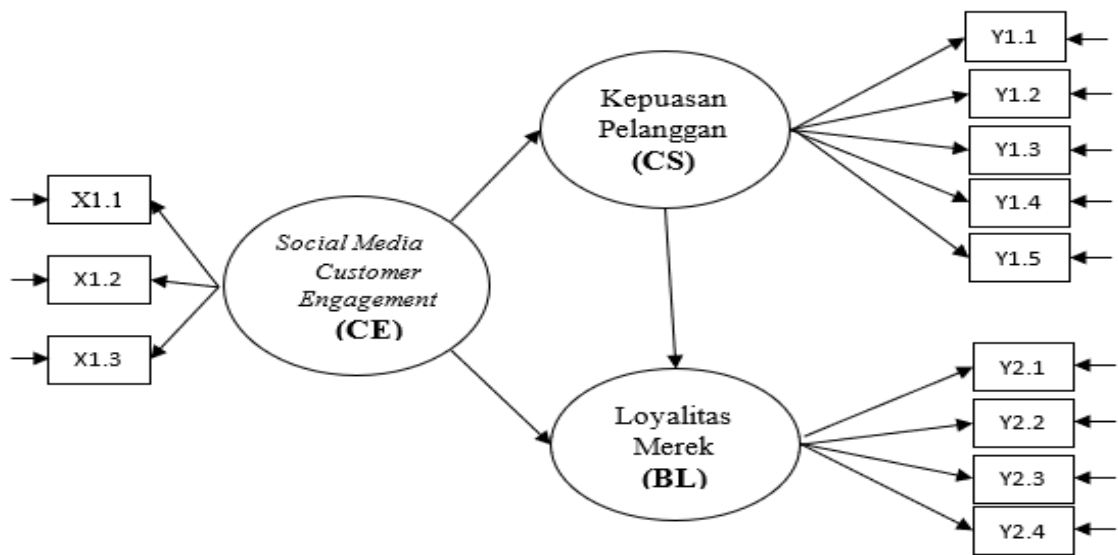 X1.1
X1.2
X1.3
Social Media
Customer
Engagement
(CE)
Kepuasan
Pelanggan
(CS)
Y1.1
Y1.2
Y1.3
Y1.4
Y1.5
Loyalitas
Merek
(BL)
Y2.1
Y2.2
Y2.3
Y2.4